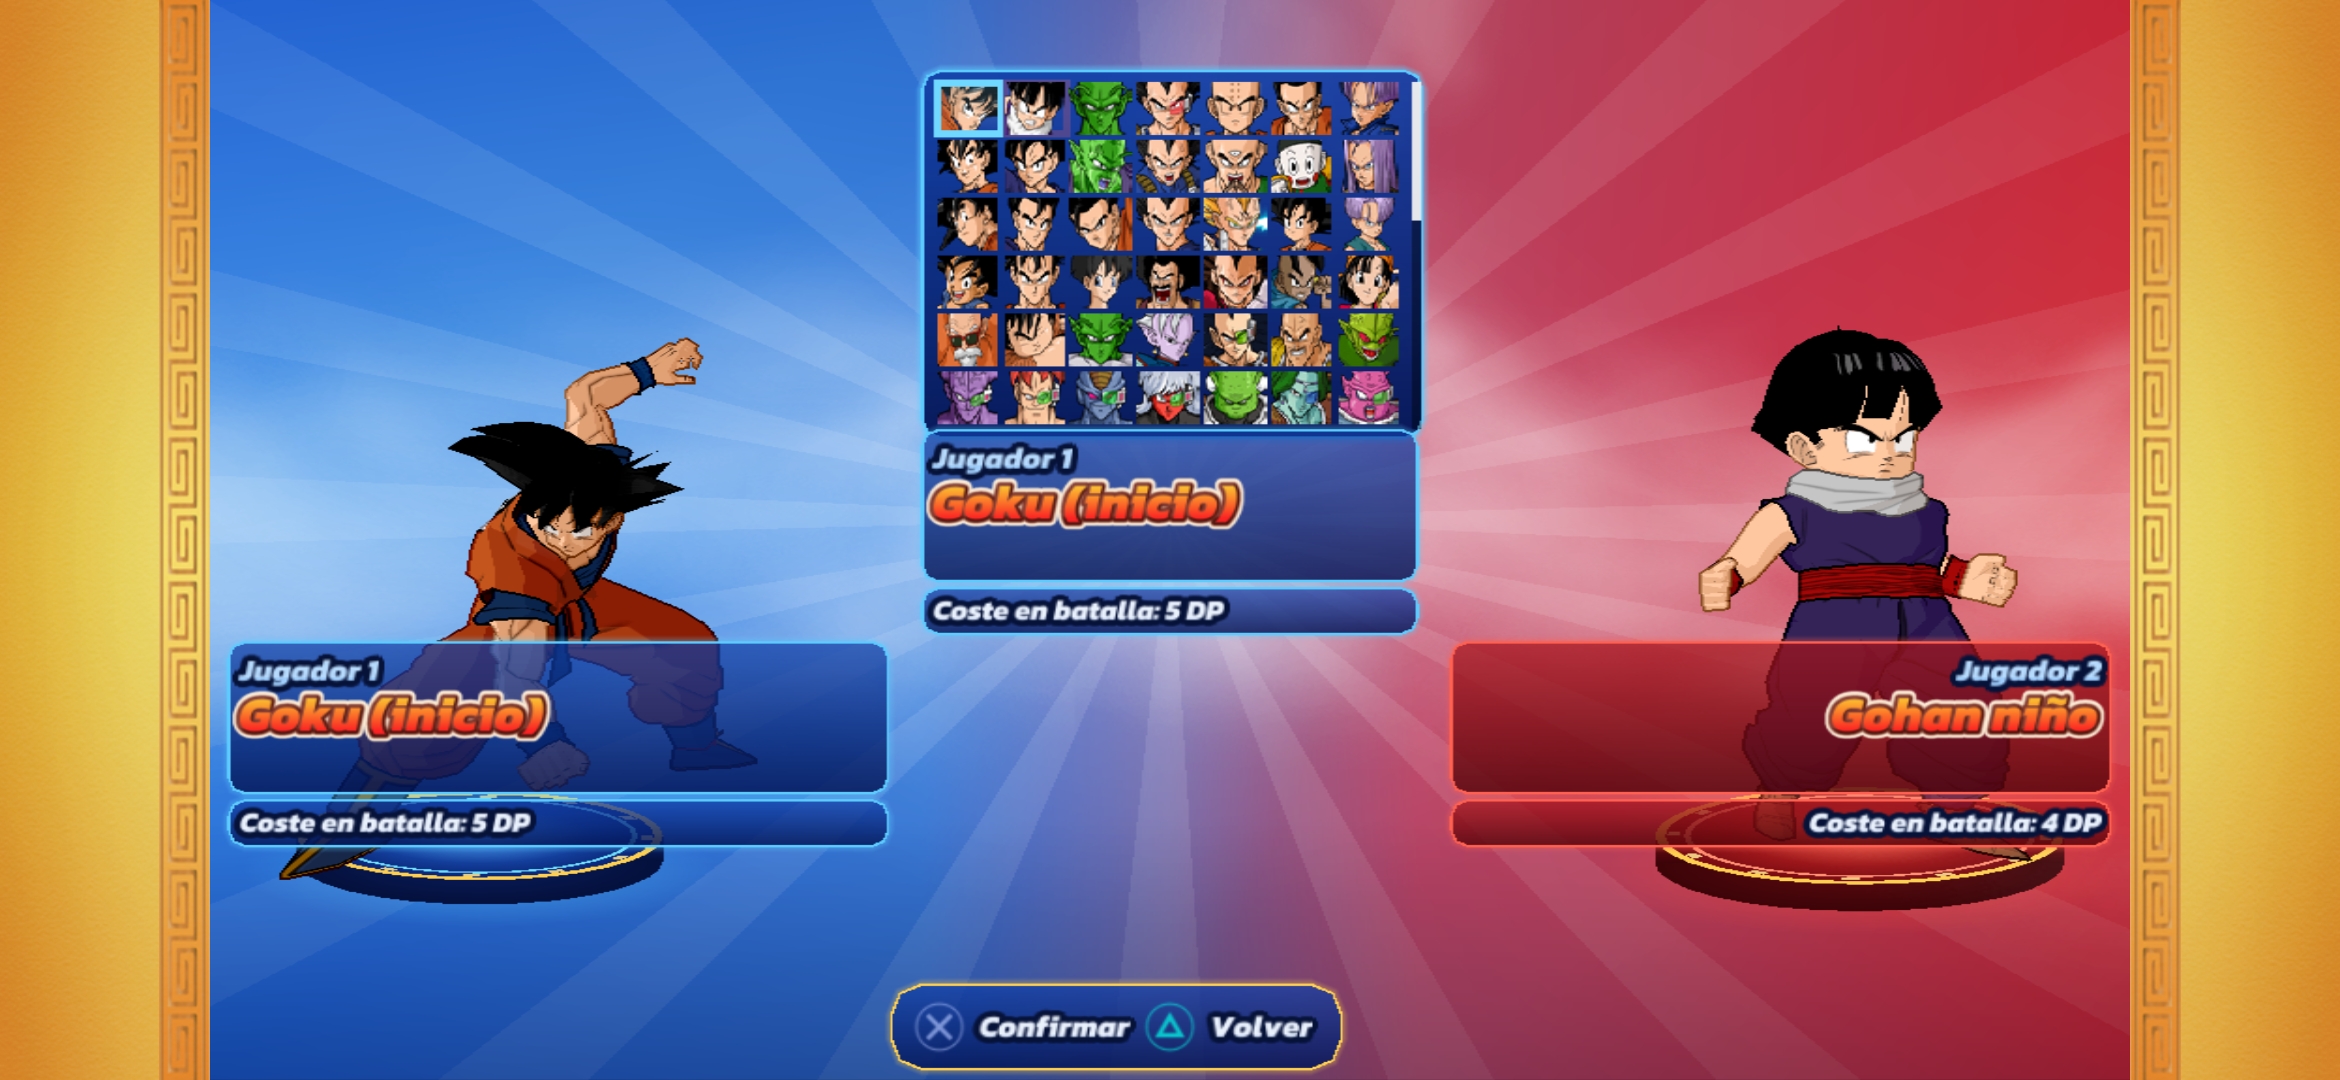 Jugador 1
Goku (inicio)
Coste en batalla: 5 DP
Jugador 1
Goku (inicio)
Coste en batalla: 5 DP
Jugador 2
Gohan niño
Coste en batalla: 4 DP
Confirmar Volver